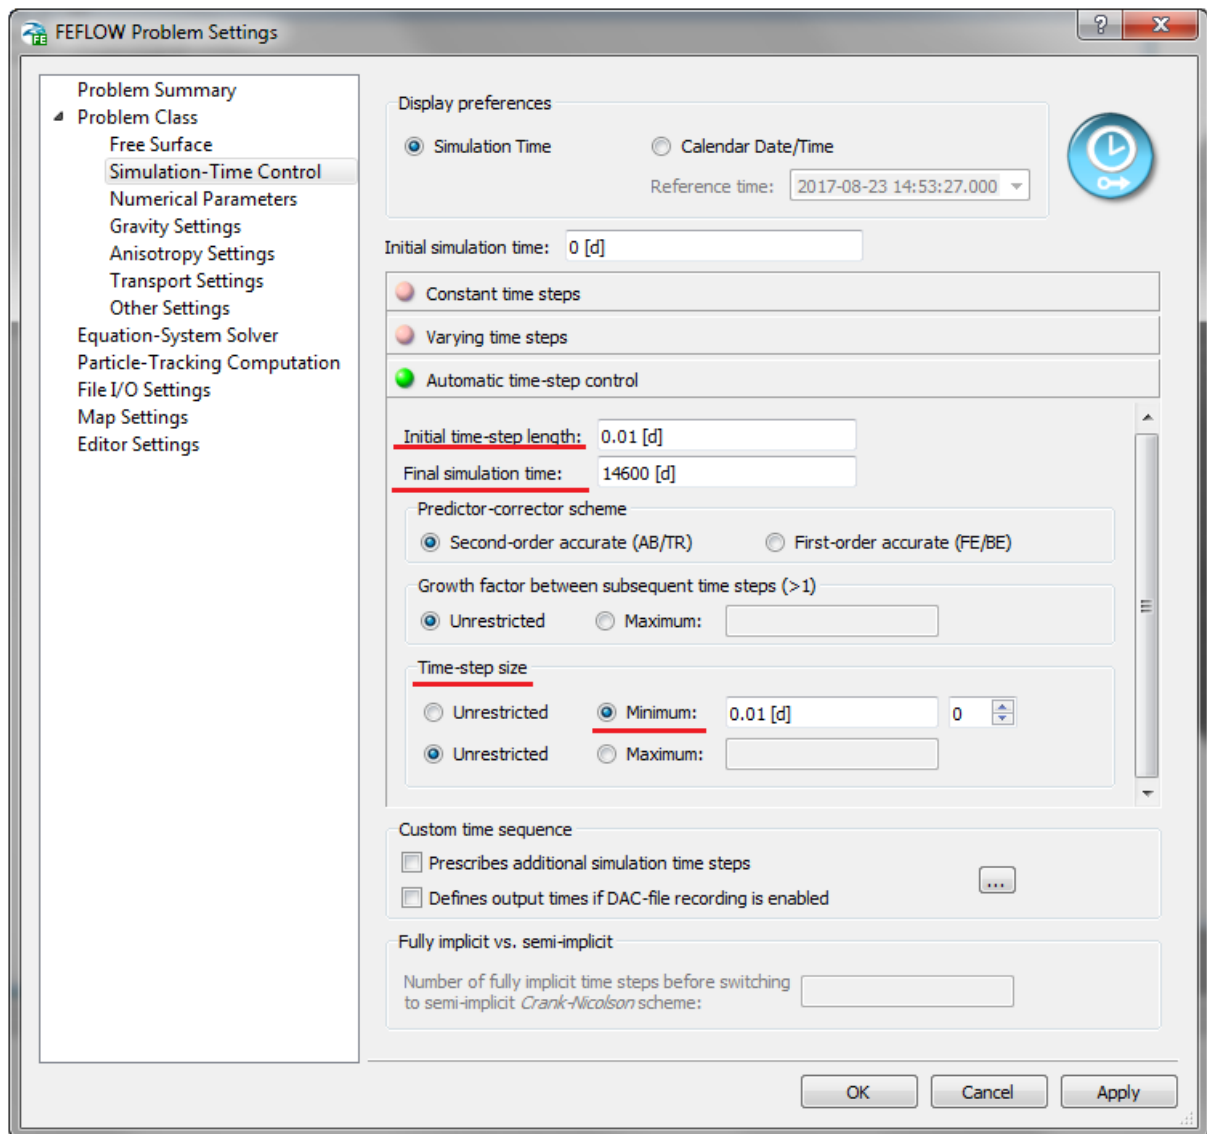 FEFLOW Problem Settings
Problem Summary
Problem Class
Free Surface
Simulation-Time Control
Numerical Parameters
Gravity Settings
Anisotropy Settings
Transport Settings
Other Settings
Equation-System Solver
Particle-Tracking Computation
File I/O Settings
Map Settings
Editor Settings
Display preferences
Simulation Time Calendar Date/Time
Reference time: 2017-08-23 14:53:27.000
Initial simulation time: 0 [d]
Constant time steps
Varying time steps
Automatic time-step control
Initial time-step length: 0.01 [d]
Final simulation time: 14600 [d]
Predictor-corrector scheme
Second-order accurate (AB/TR) First-order accurate (FE/BE)
Growth factor between subsequent time steps (>1)
Unrestricted Maximum:
Time-step size
Unrestricted Minimum: 0.01 [d] 0
Unrestricted Maximum:
Custom time sequence
Prescribes additional simulation time steps
...
Defines output times if DAC-file recording is enabled
Fully implicit vs. semi-implicit
Number of fully implicit time steps before switching
to semi-implicit Crank-Nicolson scheme:
OK Cancel Apply